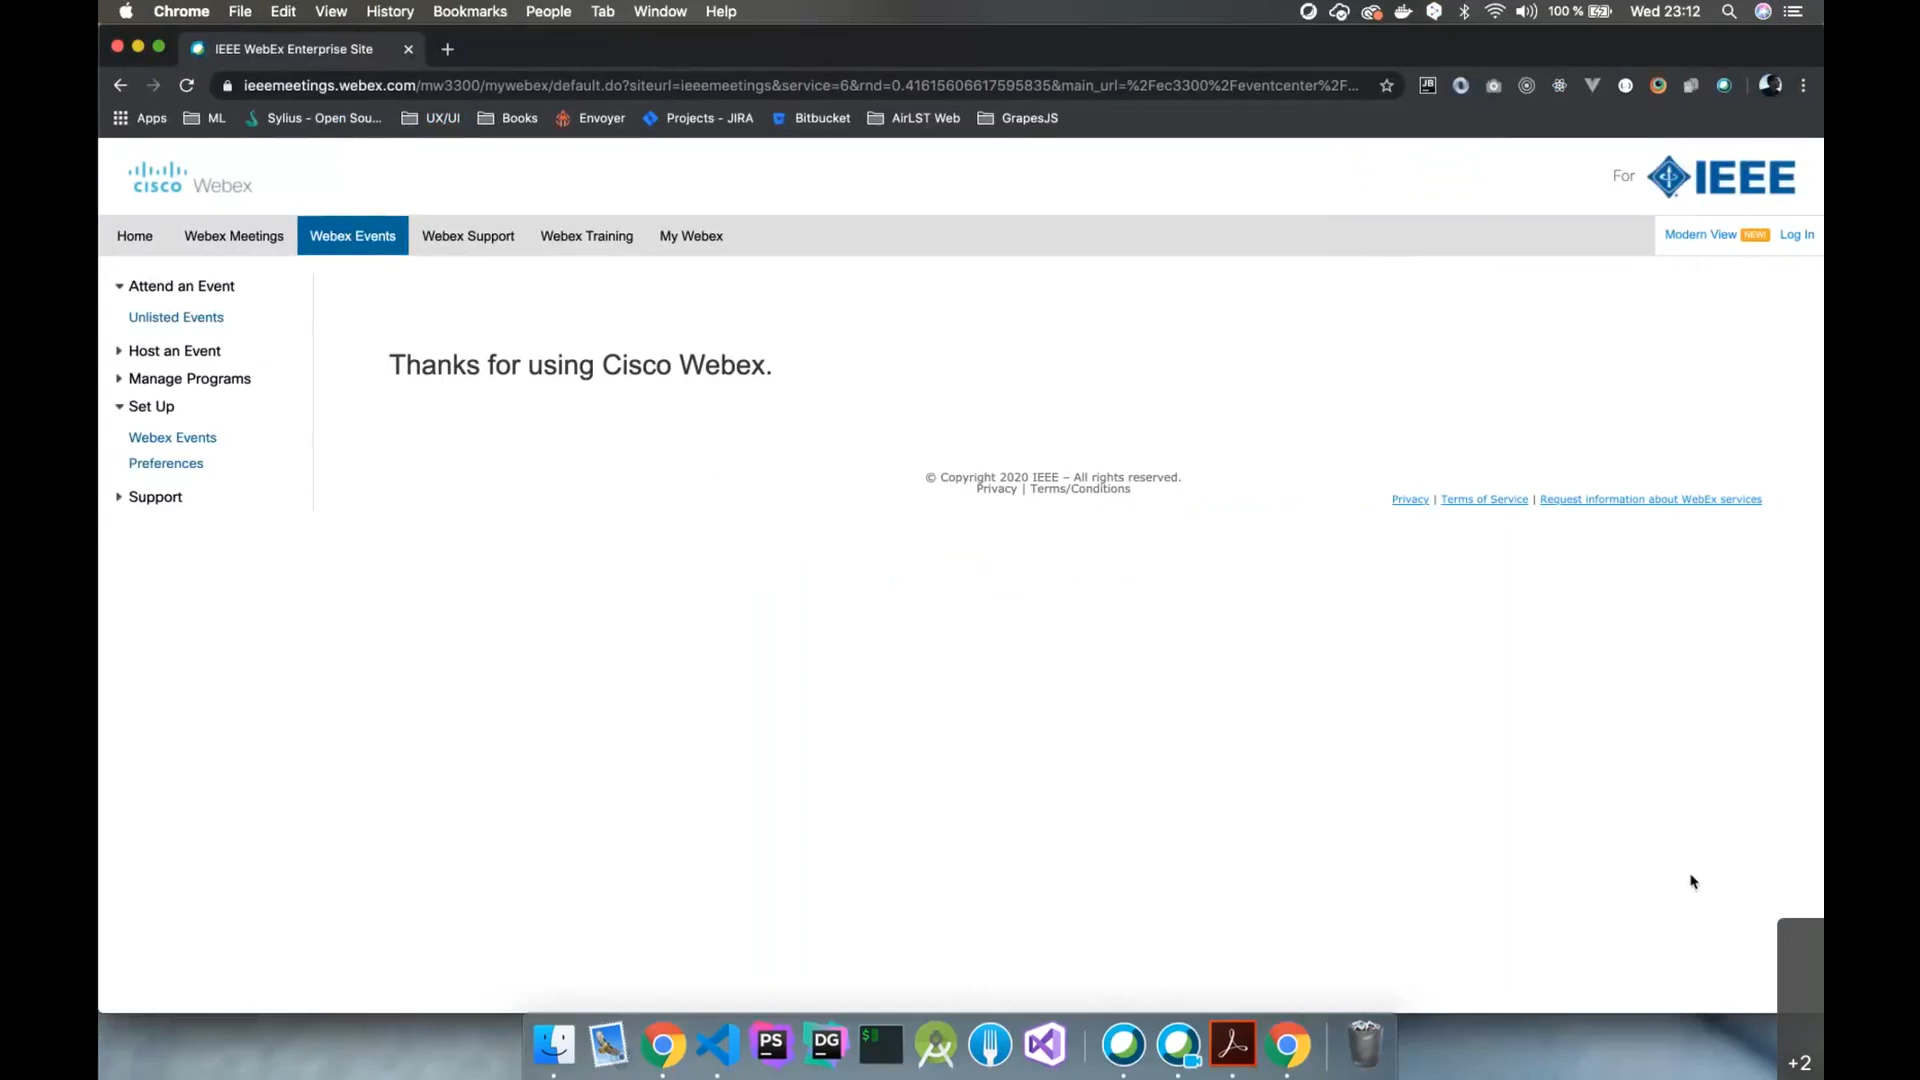 Chrome File Edit View History Bookmarks People Tab Window Help 100 % Wed 23:12
IEEE WebEx Enterprise Site
ieeemeetings.webex.com/mw3300/mywebex/default.do?siteurl=ieeemeetings&service=6&rnd=0.41615606617595835&main_url=%2Fec3300%2Feventcenter%2F...
JB
Apps ML Sylius - Open Sou... UX/UI Books Envoyer Projects - JIRA Bitbucket AirLST Web GrapesJS
CISCO Webex
For IEEE
Home Webex Meetings Webex Events Webex Support Webex Training My Webex Modern View NEW! Log In
Attend an Event
Unlisted Events
Host an Event
Manage Programs
Set Up
Webex Events
Preferences
Support
Thanks for using Cisco Webex.
© Copyright 2020 IEEE – All rights reserved.
Privacy | Terms/Conditions
Privacy | Terms of Service | Request information about WebEx services
PS DG $
+2